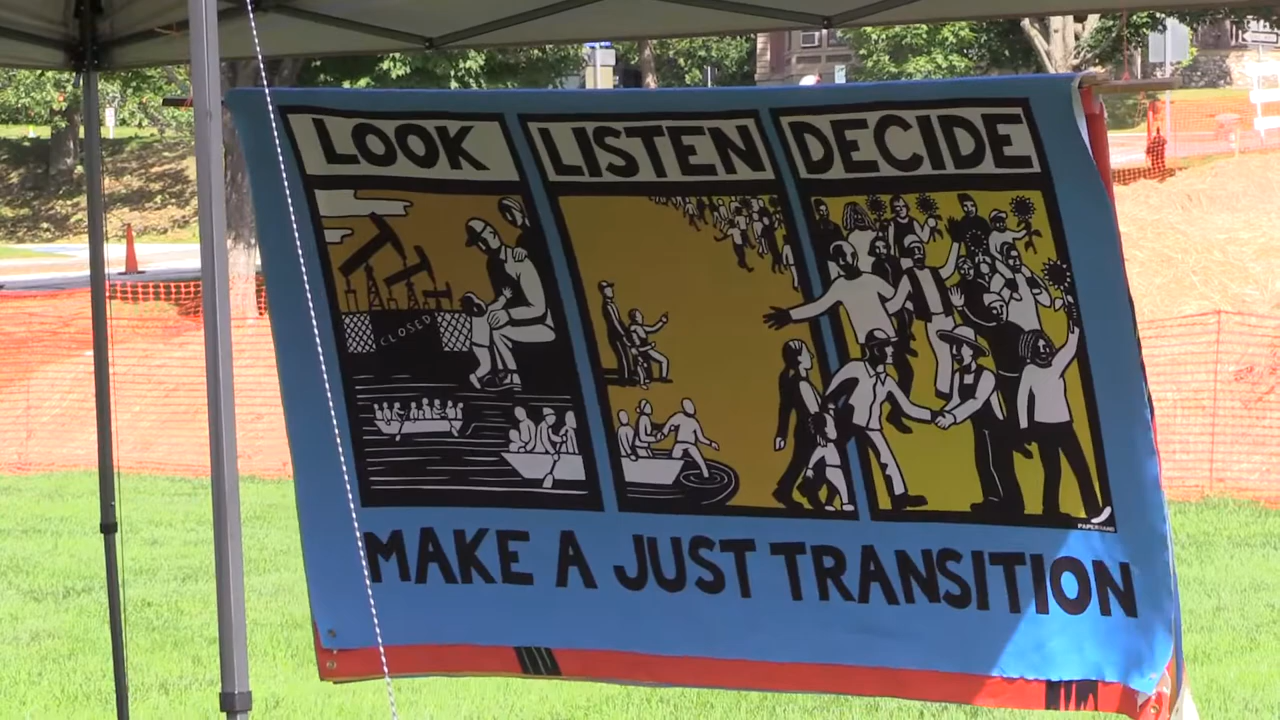 LOOK
LISTEN
DECIDE
CLOSED
MAKE A JUST TRANSITION